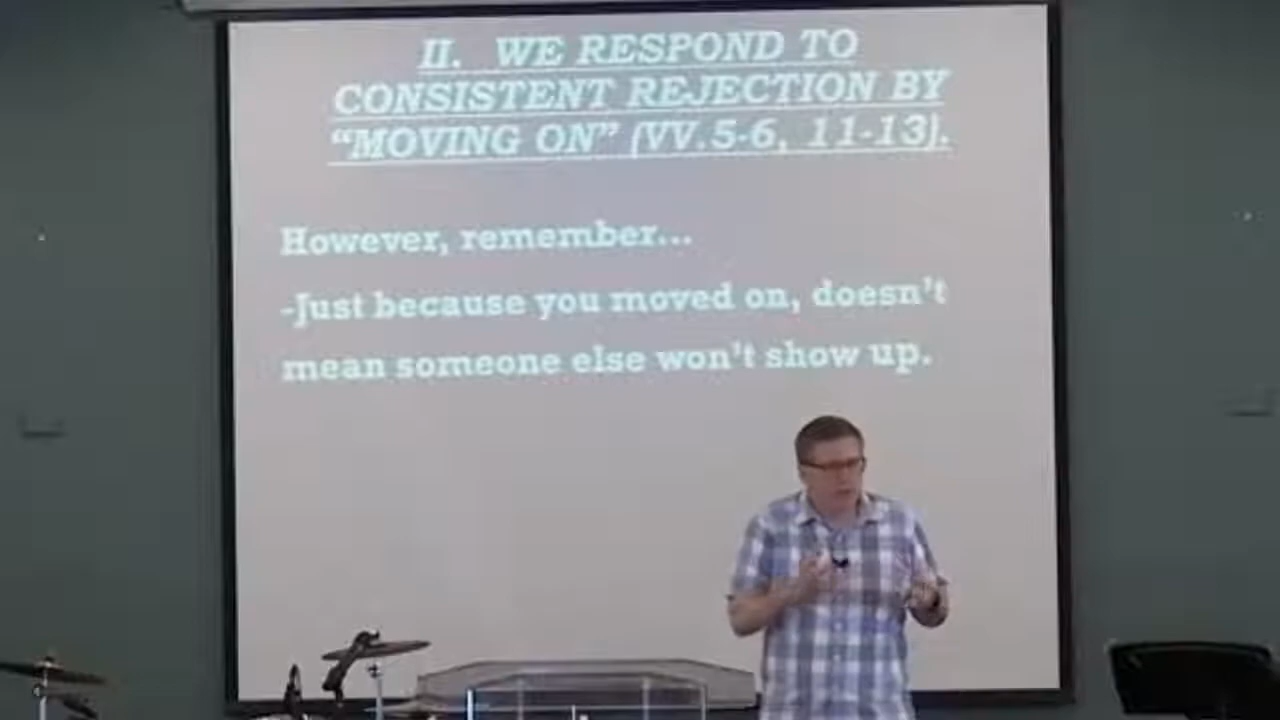 II. WE RESPOND TO
CONSISTENT REJECTION BY
“MOVING ON” (VV.5-6, 11-13).
However, remember...
-Just because you moved on, doesn’t
mean someone else won’t show up.